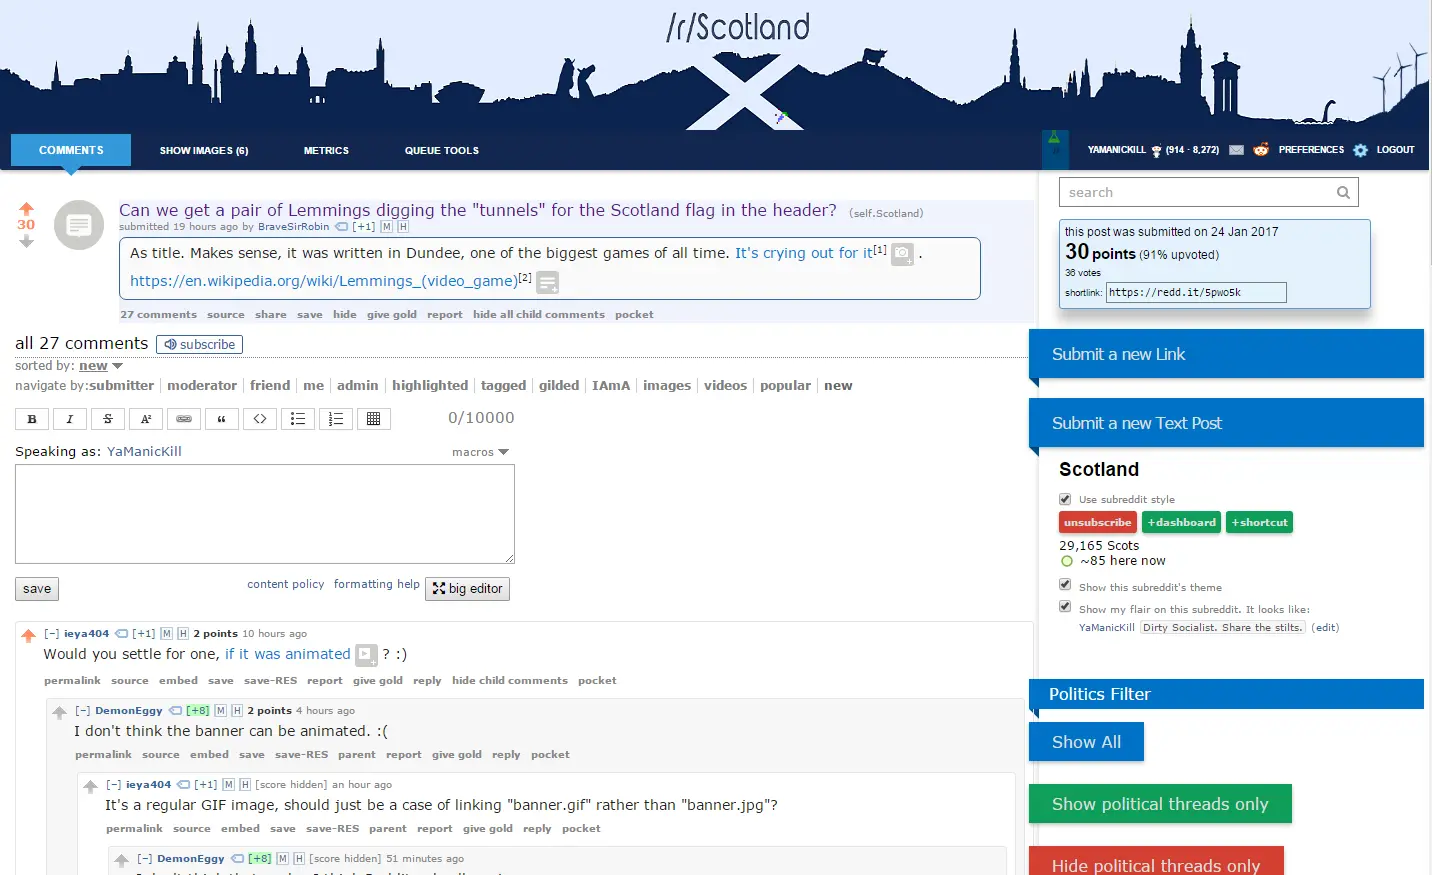 /r/Scotland
COMMENTS SHOW IMAGES (6) METRICS QUEUE TOOLS YAMANICKILL (914 · 8,272) PREFERENCES LOGOUT
search
30
Can we get a pair of Lemmings digging the "tunnels" for the Scotland flag in the header? (self.Scotland)
submitted 19 hours ago by BraveSirRobin [+1] M H
As title. Makes sense, it was written in Dundee, one of the biggest games of all time. It's crying out for it[1] .
https://en.wikipedia.org/wiki/Lemmings_(video_game)[2]
27 comments source share save hide give gold report hide all child comments pocket
this post was submitted on 24 Jan 2017
30 points (91% upvoted)
36 votes
shortlink: https://redd.it/5pwo5k
all 27 comments subscribe
sorted by: new
navigate by:submitter moderator friend me admin highlighted tagged gilded IAmA images videos popular new
B I S A² “ <> 0/10000
Speaking as: YaManicKill macros
save content policy formatting help big editor
Submit a new Link
Submit a new Text Post
Scotland
Use subreddit style
unsubscribe +dashboard +shortcut
29,165 Scots
~85 here now
Show this subreddit's theme
Show my flair on this subreddit. It looks like:
YaManicKill Dirty Socialist. Share the stilts. (edit)
[–] ieya404 [+1] M H 2 points 10 hours ago
Would you settle for one, if it was animated ? :)
permalink source embed save save-RES report give gold reply hide child comments pocket
[–] DemonEggy [+8] M H 2 points 4 hours ago
I don't think the banner can be animated. :(
permalink source embed save save-RES parent report give gold reply pocket
[–] ieya404 [+1] M H [score hidden] an hour ago
It's a regular GIF image, should just be a case of linking "banner.gif" rather than "banner.jpg"?
permalink source embed save save-RES parent report give gold reply pocket
[–] DemonEggy [+8] M H [score hidden] 51 minutes ago
Politics Filter
Show All
Show political threads only
Hide political threads only